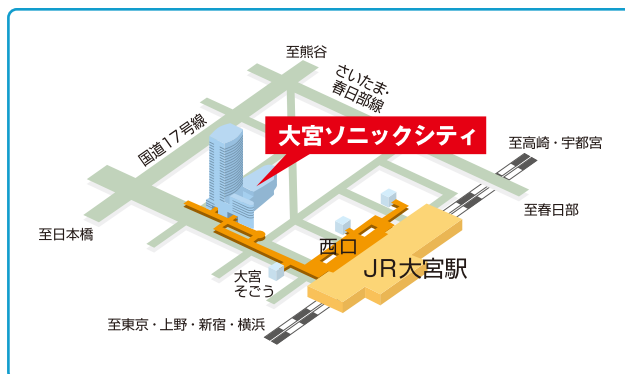 至熊谷
さいたま・
春日部線
国道17号線
大宮ソニックシティ
至高崎・宇都宮
至春日部
至日本橋
西口
JR大宮駅
大宮
そごう
至東京・上野・新宿・横浜